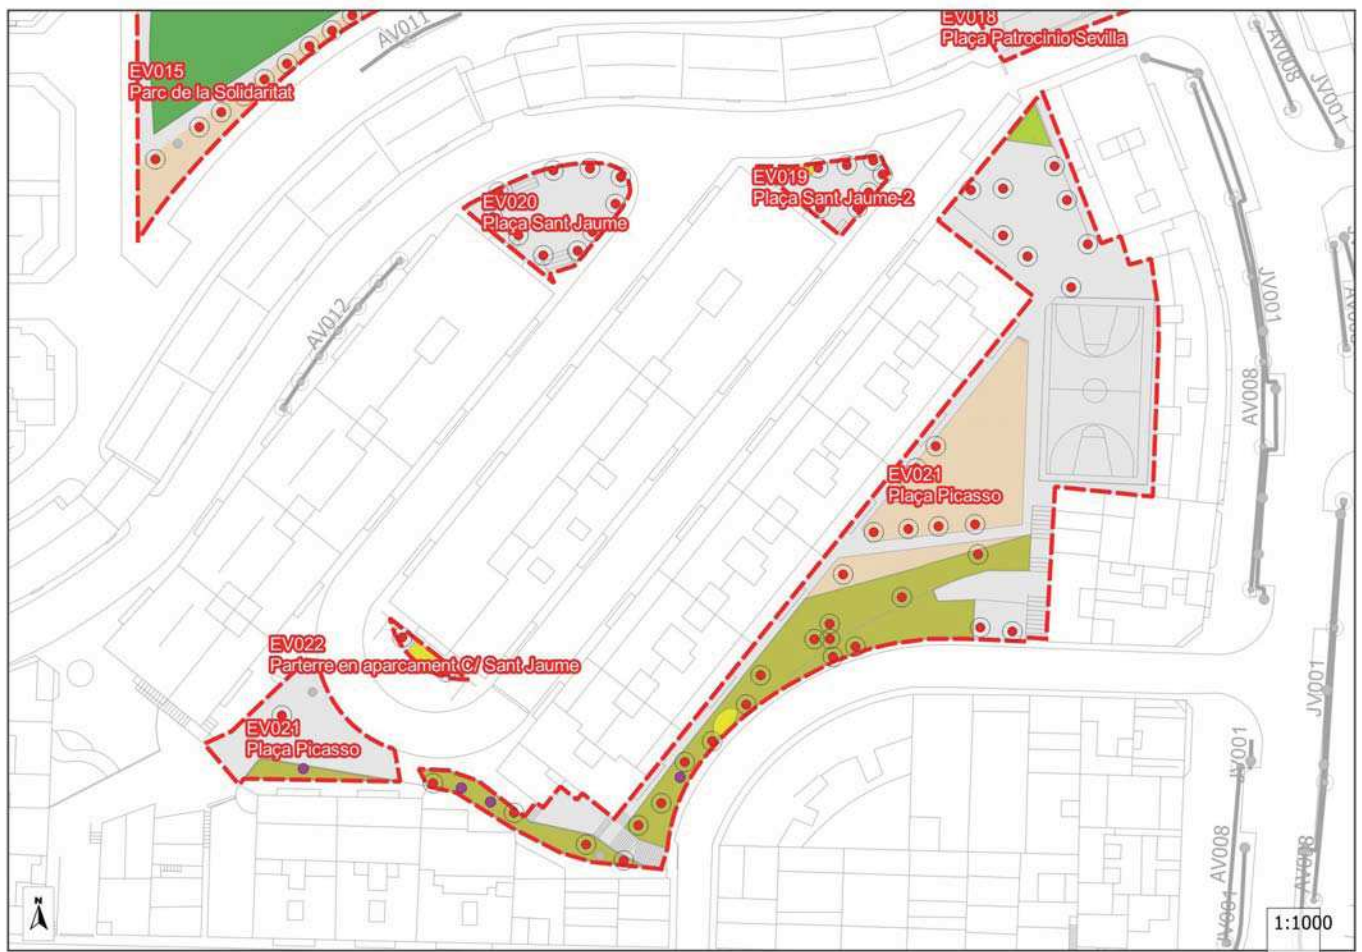 EV018
Plaça Patrocinio Sevilla
AV011
AV008
JV001
EV015
Parc de la Solidaritat
EV019
Plaça Sant Jaume-2
EV020
Plaça Sant Jaume
AV012
JV001
AV008
EV021
Plaça Picasso
EV022
Parterre en aparcament C/ Sant Jaume
JV001
EV021
Plaça Picasso
JV001
AV008
AV008
JV001
N
1:1000